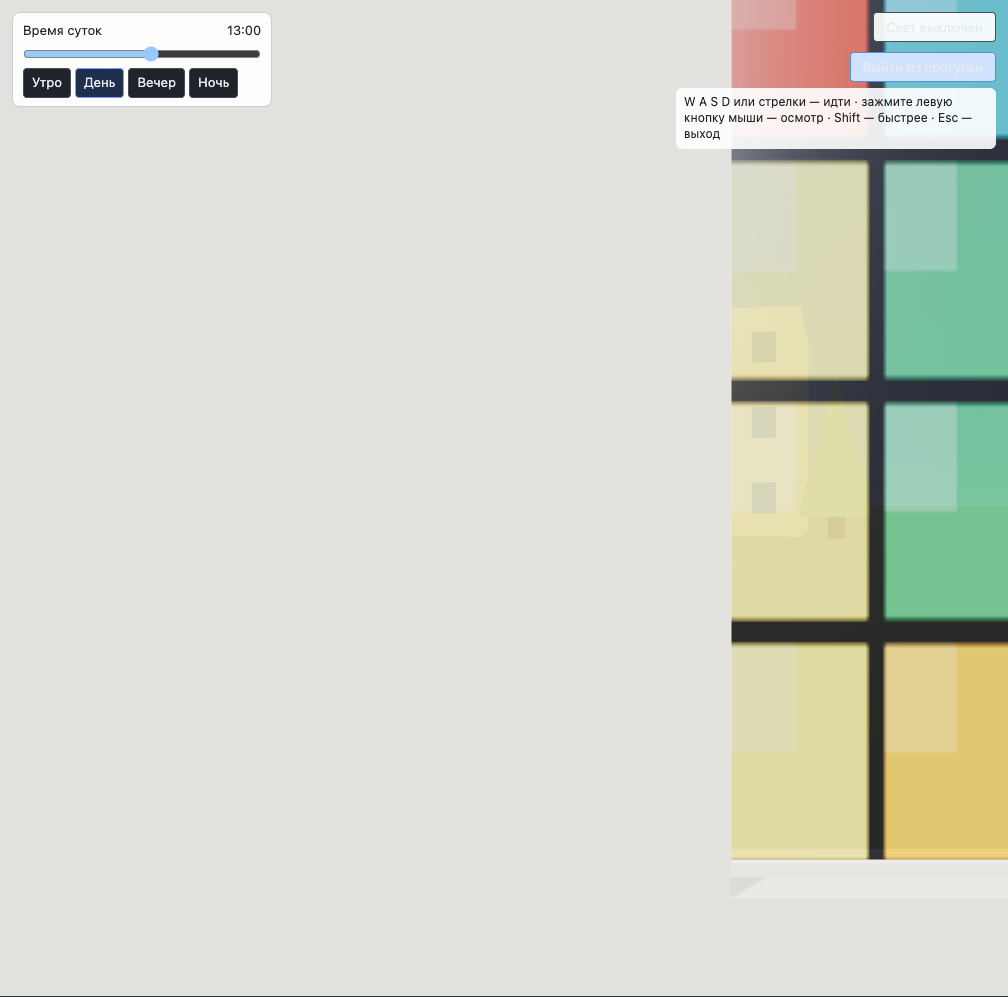 Время суток 13:00
Утро День Вечер Ночь
Свет выключен
Выйти из прогулки
W A S D или стрелки — идти · зажмите левую
кнопку мыши — осмотр · Shift — быстрее · Esc —
выход